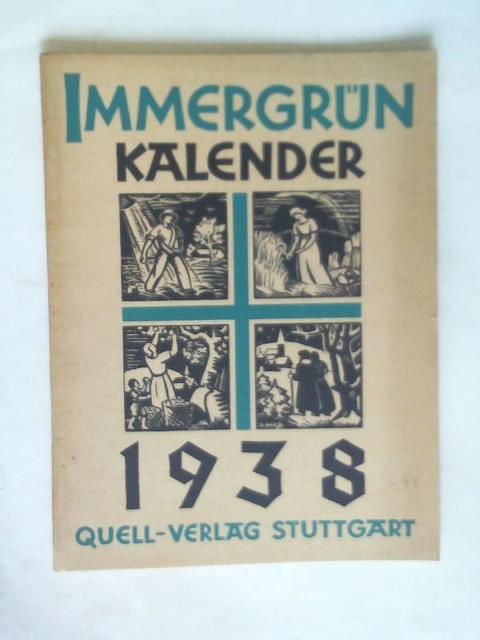 IMMERGRÜN
KALENDER
1938
QUELL-VERLAG STUTTGART